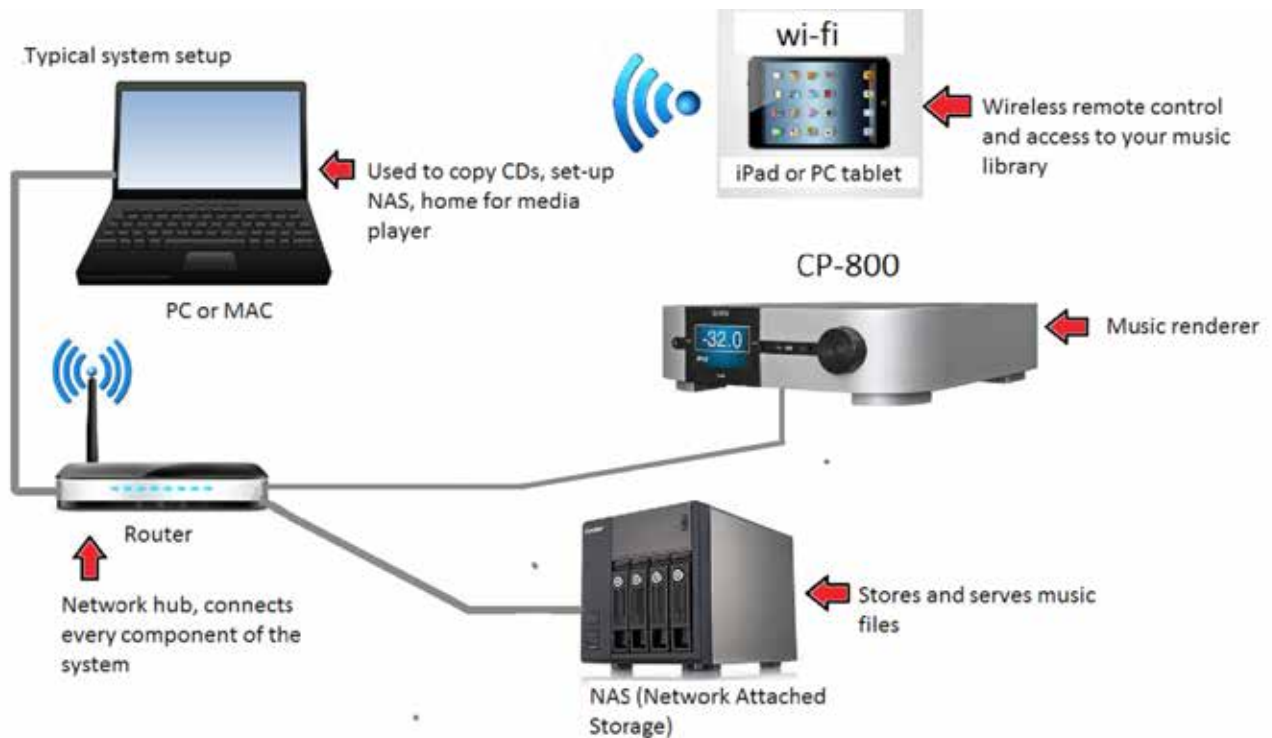 Typical system setup
wi-fi
iPad or PC tablet
Wireless remote control
and access to your music
library
Used to copy CDs, set-up
NAS, home for media
player
PC or MAC
CP-800
-32.0
Music renderer
Router
Network hub, connects
every component of the
system
Stores and serves music
files
NAS (Network Attached
Storage)